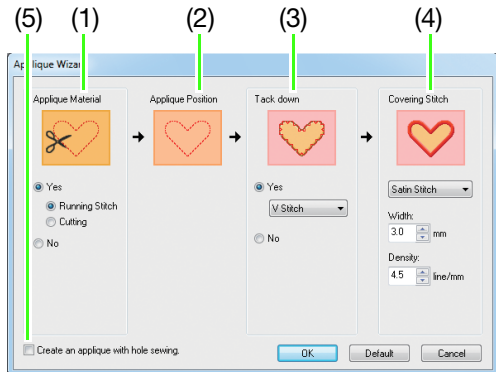 (5) (1) (2) (3) (4)
Applique Wizard
Applique Material
Applique Position
Tack down
Covering Stitch
Yes
Running Stitch
Cutting
No
Yes
V Stitch
No
Satin Stitch
Width:
3.0 mm
Density:
4.5 line/mm
Create an applique with hole sewing.
OK Default Cancel